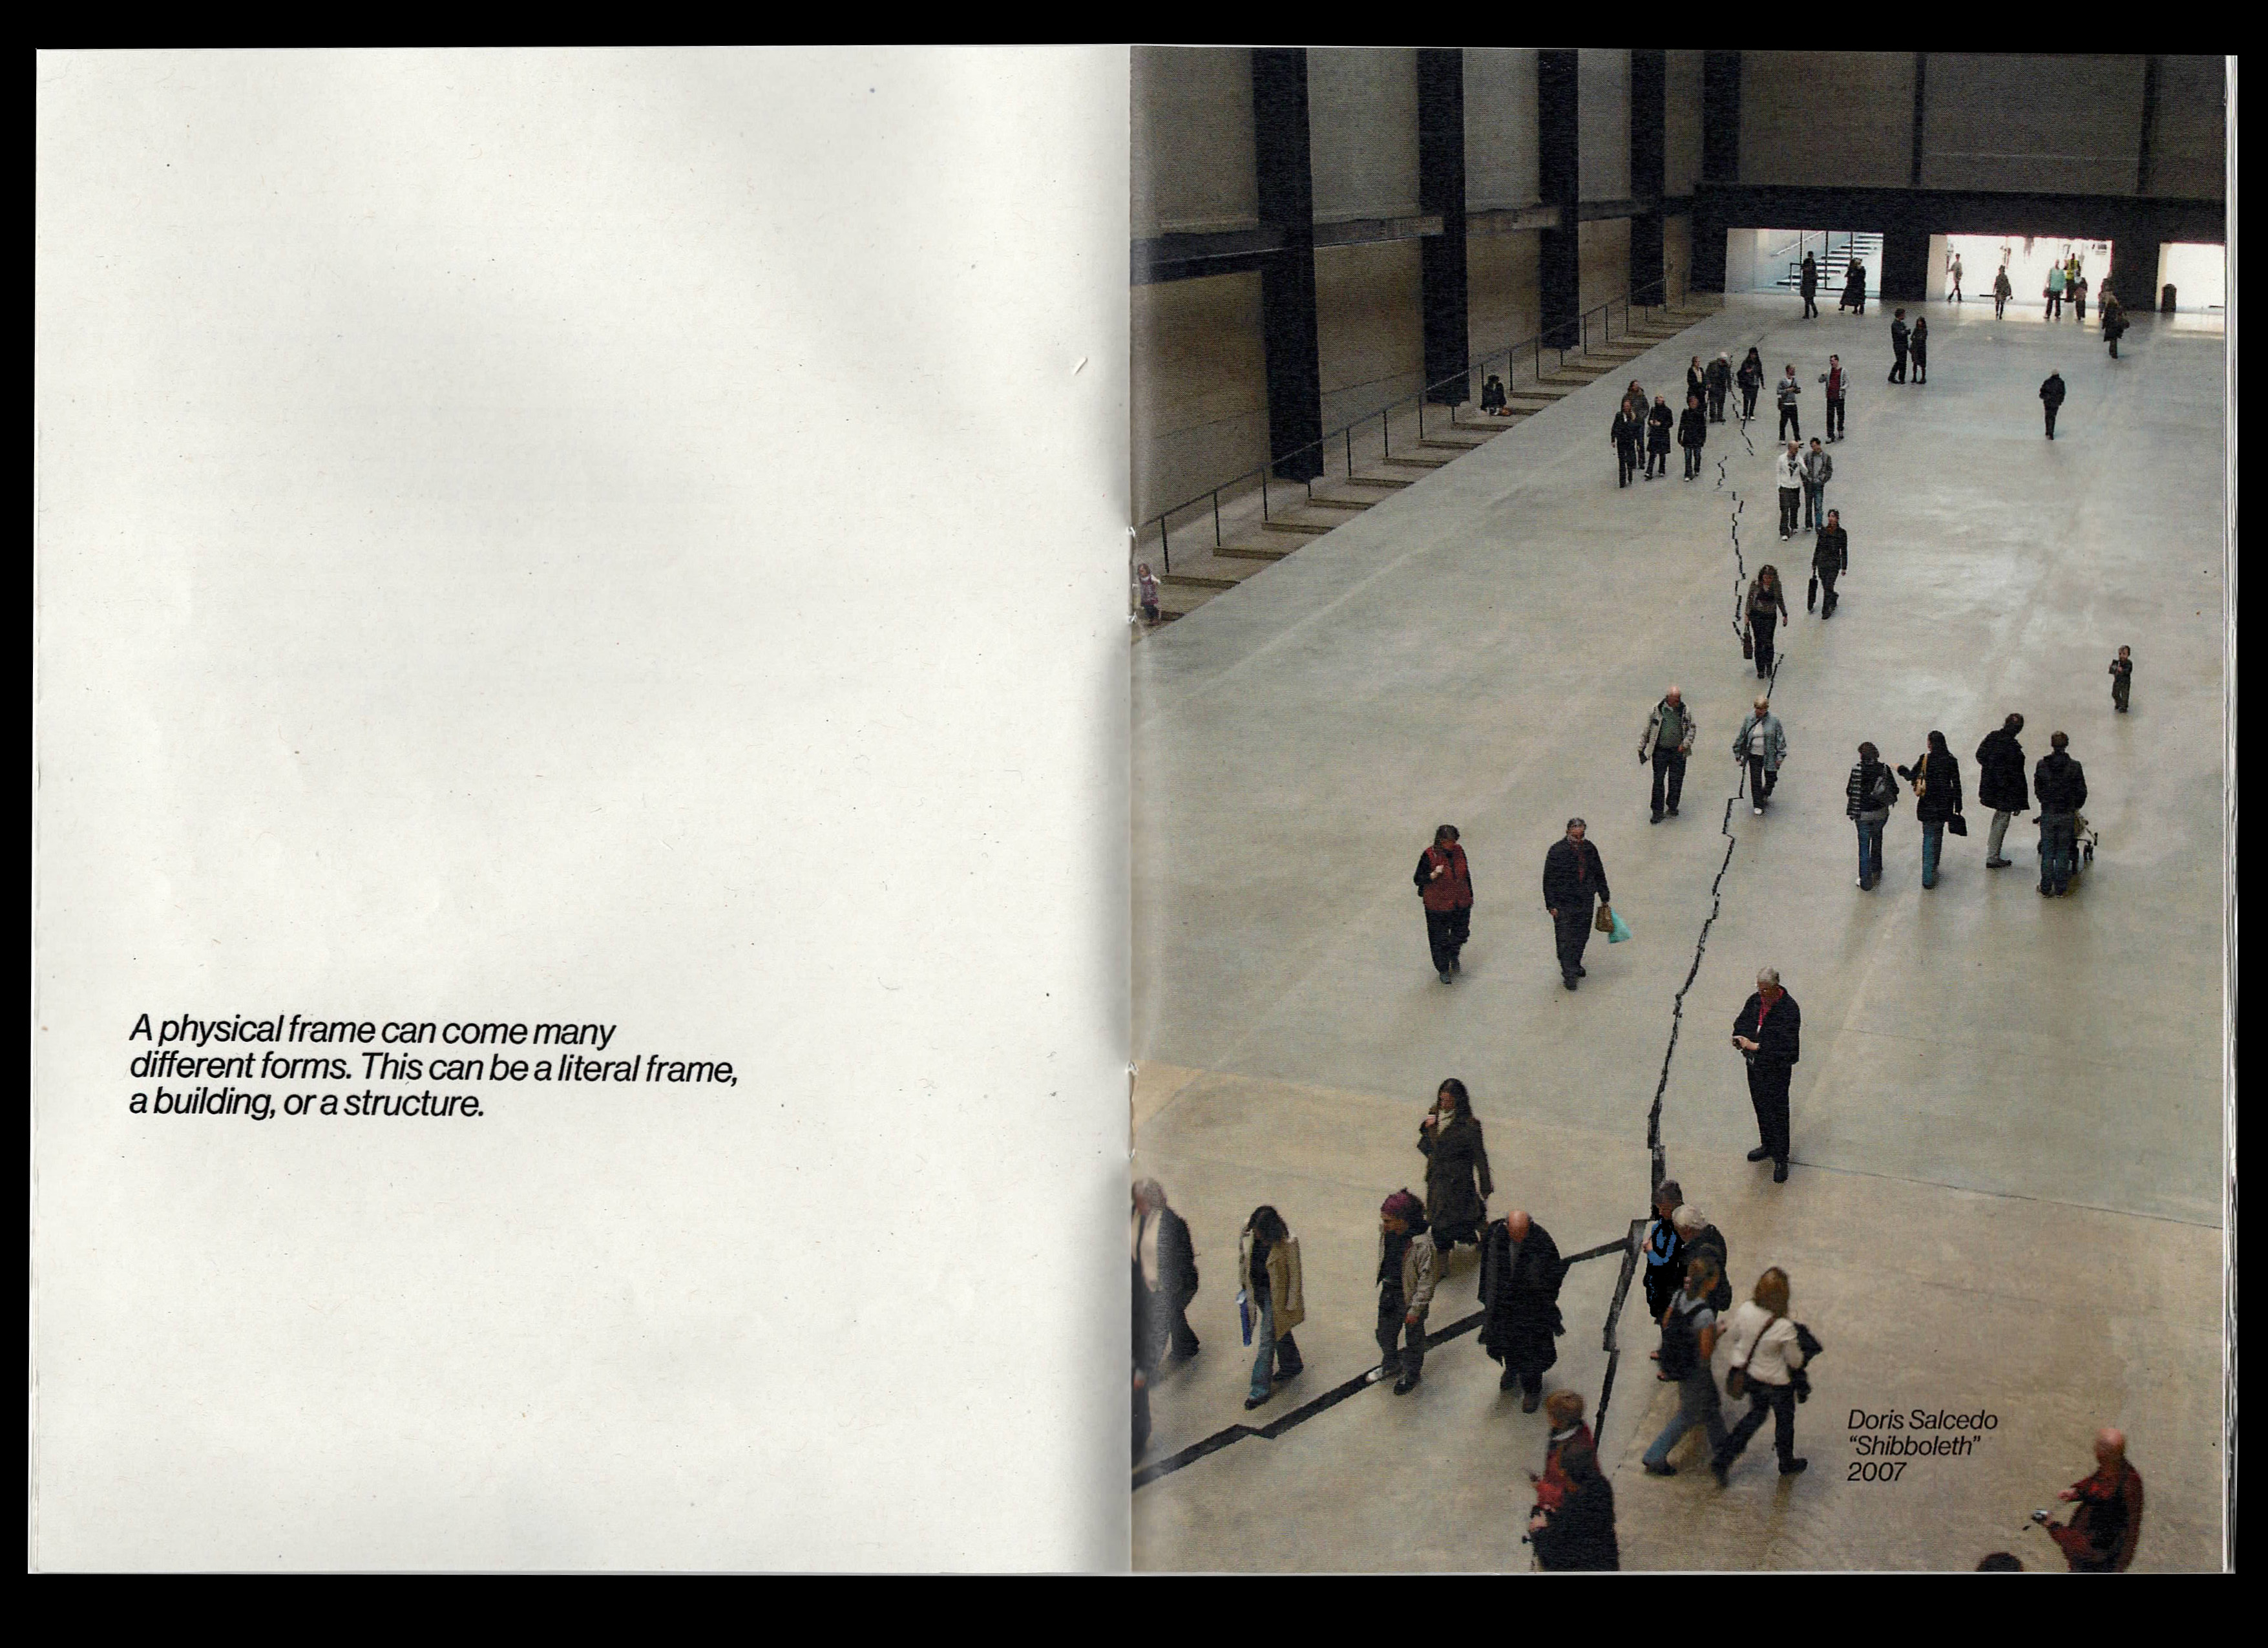 A physical frame can come many
different forms. This can be a literal frame,
a building, or a structure.
Doris Salcedo
“Shibboleth”
2007